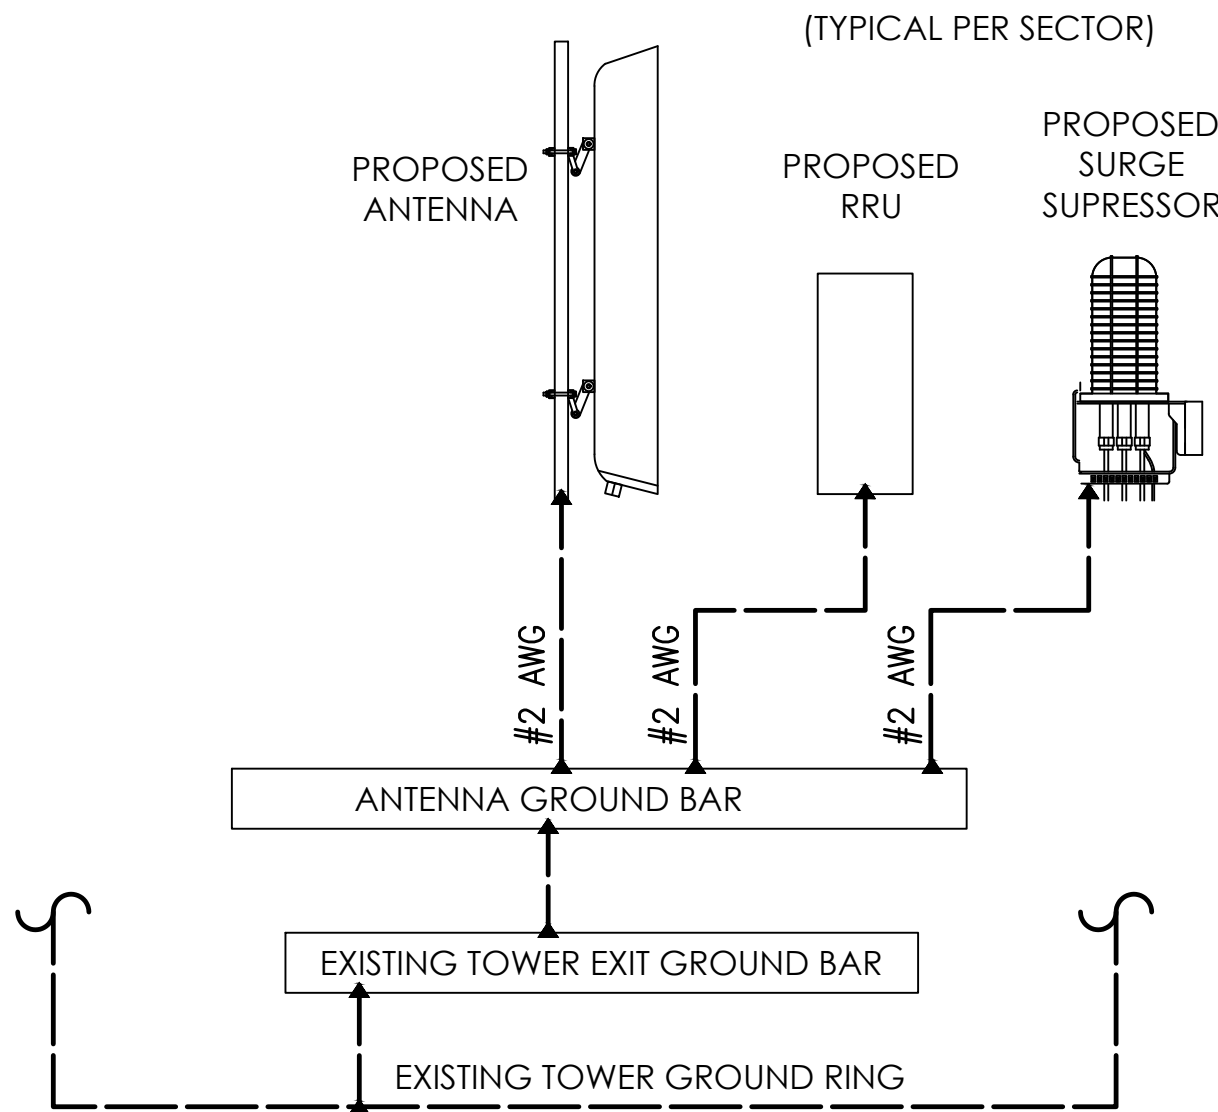 (TYPICAL PER SECTOR)
PROPOSED
ANTENNA
PROPOSED
RRU
PROPOSED
SURGE
SUPRESSOR
#2 AWG
#2 AWG
#2 AWG
ANTENNA GROUND BAR
EXISTING TOWER EXIT GROUND BAR
EXISTING TOWER GROUND RING